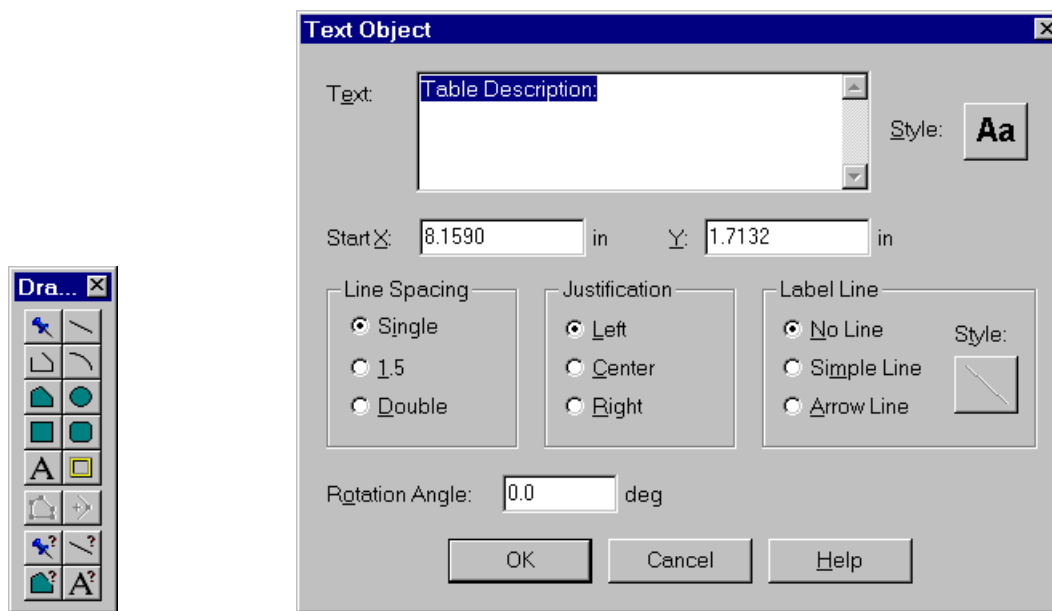 Text Object
Text:
Table Description:
Style:
Aa
Start X:
8.1590
in
Y:
1.7132
in
Dra...
Line Spacing
Single
1.5
Double
Justification
Left
Center
Right
Label Line
No Line
Simple Line
Arrow Line
Style:
A
?
?
?
A?
Rotation Angle:
0.0
deg
OK
Cancel
Help